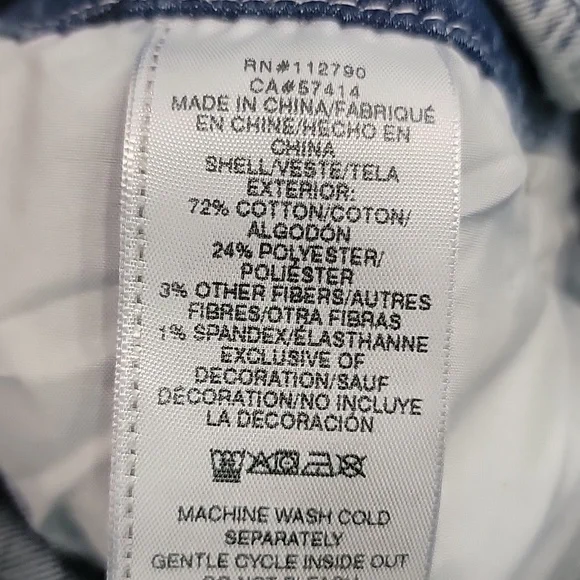 RN#112790
CA#57414
MADE IN CHINA/FABRIQUÉ
EN CHINE/HECHO EN
CHINA
SHELL/VESTE/TELA
EXTERIOR:
72% COTTON/COTON/
ALGODÓN
24% POLYESTER/
POLIÉSTER
3% OTHER FIBERS/AUTRES
FIBRES/OTRA FIBRAS
1% SPANDEX/ÉLASTHANNE
EXCLUSIVE OF
DECORATION/SAUF
DÉCORATION/NO INCLUYE
LA DECORACIÓN
MACHINE WASH COLD
SEPARATELY
GENTLE CYCLE INSIDE OUT